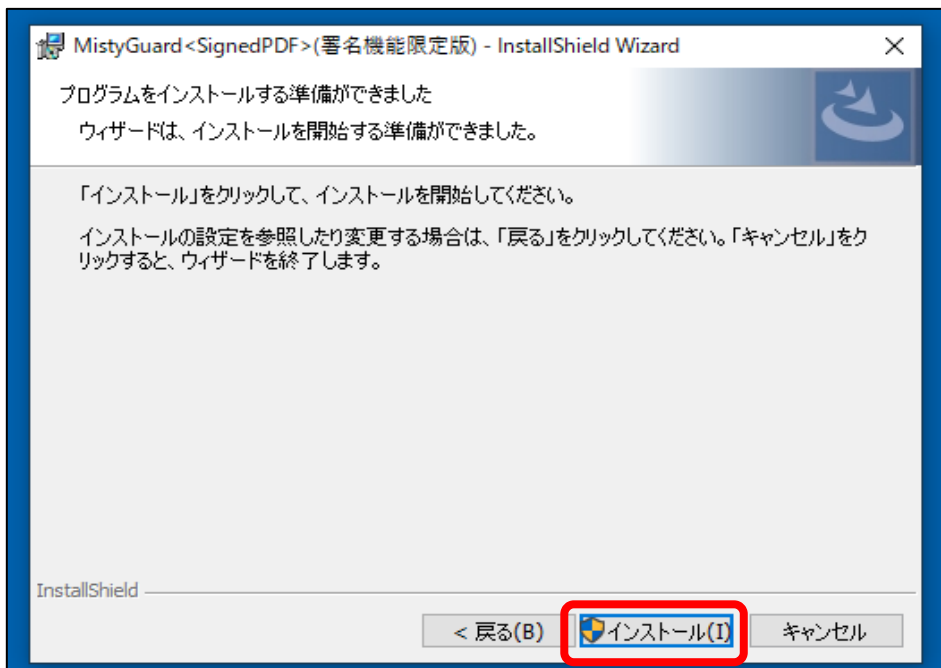 MistyGuard<SignedPDF>(署名機能限定版) - InstallShield Wizard
プログラムをインストールする準備ができました
ウィザードは、インストールを開始する準備ができました。
「インストール」をクリックして、インストールを開始してください。
インストールの設定を参照したり変更する場合は、「戻る」をクリックしてください。「キャンセル」をク
リックすると、ウィザードを終了します。
InstallShield
< 戻る(B) インストール(I) キャンセル